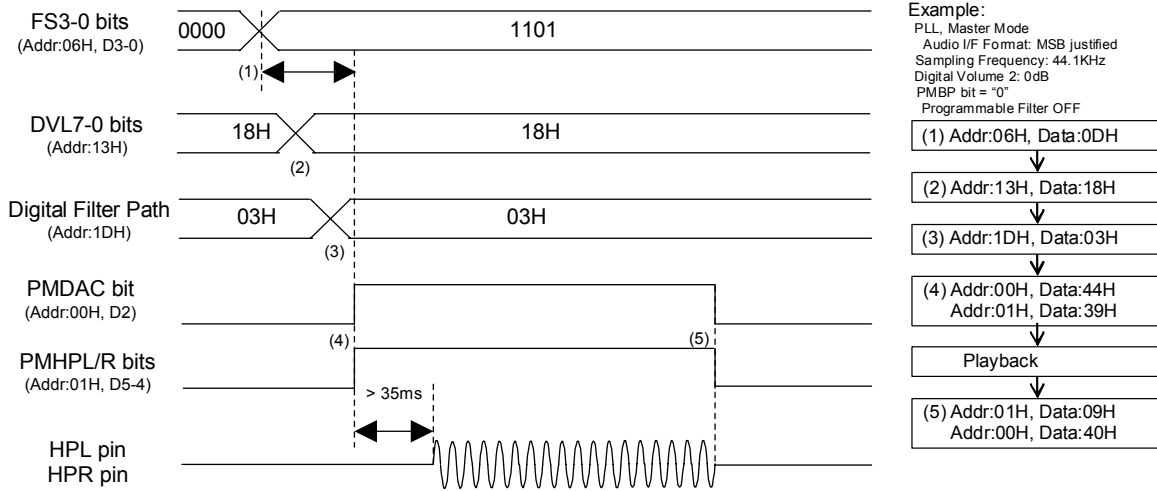 FS3-0 bits
(Addr:06H, D3-0)
0000
1101
(1)
DVL7-0 bits
(Addr:13H)
18H
18H
(2)
Digital Filter Path
(Addr:1DH)
03H
03H
(3)
PMDAC bit
(Addr:00H, D2)
(4)
(5)
PMHPL/R bits
(Addr:01H, D5-4)
> 35ms
HPL pin
HPR pin
Example:
PLL, Master Mode
Audio I/F Format: MSB justified
Sampling Frequency: 44.1KHz
Digital Volume 2: 0dB
PMBP bit = “0”
Programmable Filter OFF
(1) Addr:06H, Data:0DH
(2) Addr:13H, Data:18H
(3) Addr:1DH, Data:03H
(4) Addr:00H, Data:44H
Addr:01H, Data:39H
Playback
(5) Addr:01H, Data:09H
Addr:00H, Data:40H